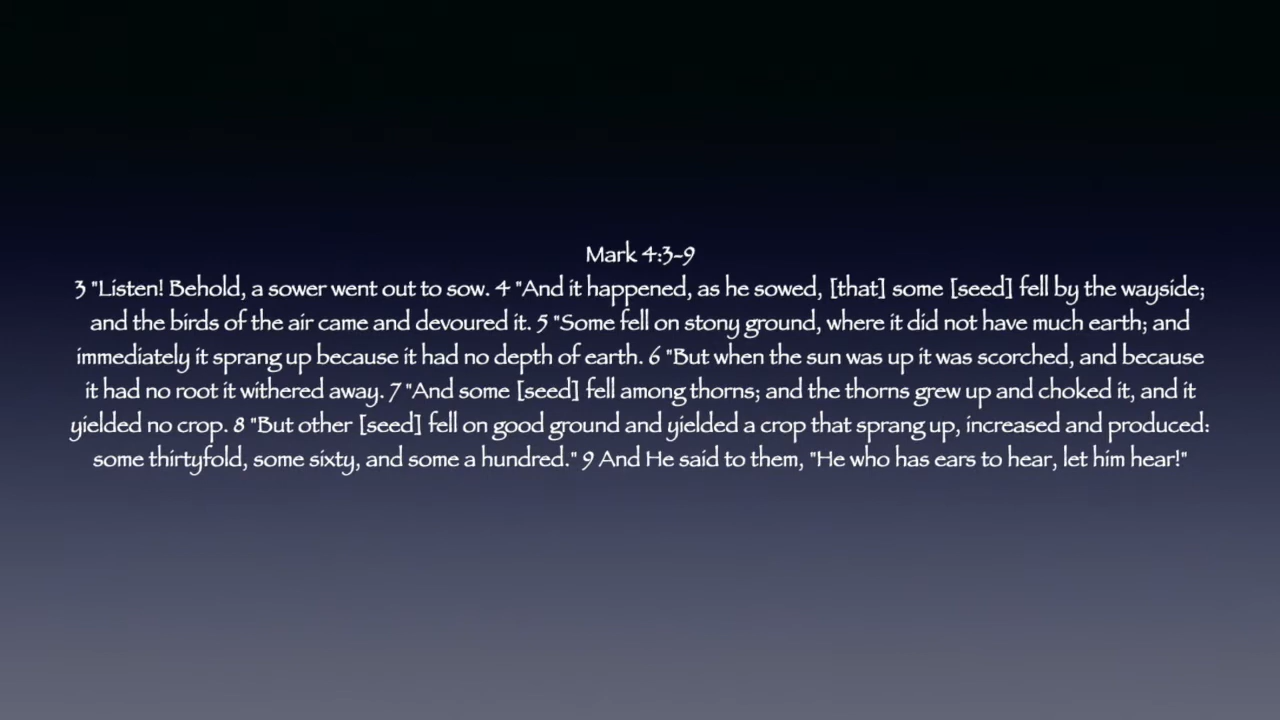 Mark 4:3-9
3 "Listen! Behold, a sower went out to sow. 4 "And it happened, as he sowed, [that] some [seed] fell by the wayside;
and the birds of the air came and devoured it. 5 "Some fell on stony ground, where it did not have much earth; and
immediately it sprang up because it had no depth of earth. 6 "But when the sun was up it was scorched, and because
it had no root it withered away. 7 "And some [seed] fell among thorns; and the thorns grew up and choked it, and it
yielded no crop. 8 "But other [seed] fell on good ground and yielded a crop that sprang up, increased and produced:
some thirtyfold, some sixty, and some a hundred." 9 And He said to them, "He who has ears to hear, let him hear!"